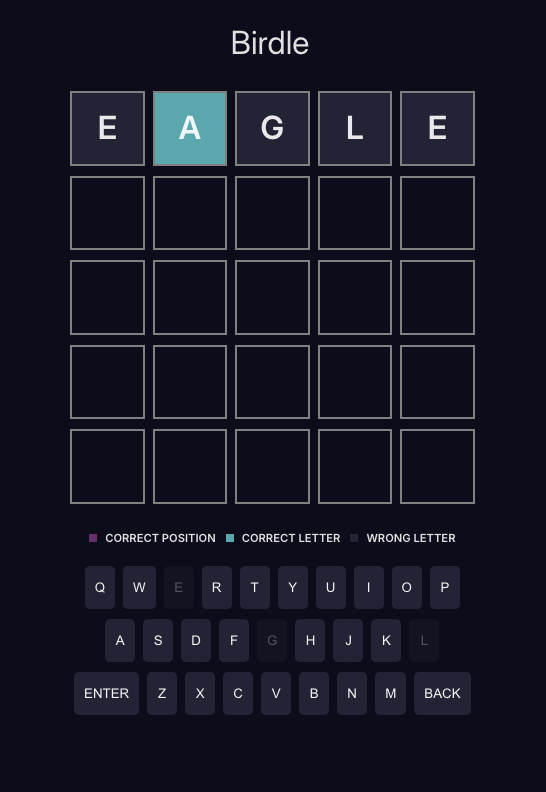 Birdle
E A G L E
CORRECT POSITION CORRECT LETTER WRONG LETTER
Q W E R T Y U I O P
A S D F G H J K L
ENTER Z X C V B N M BACK